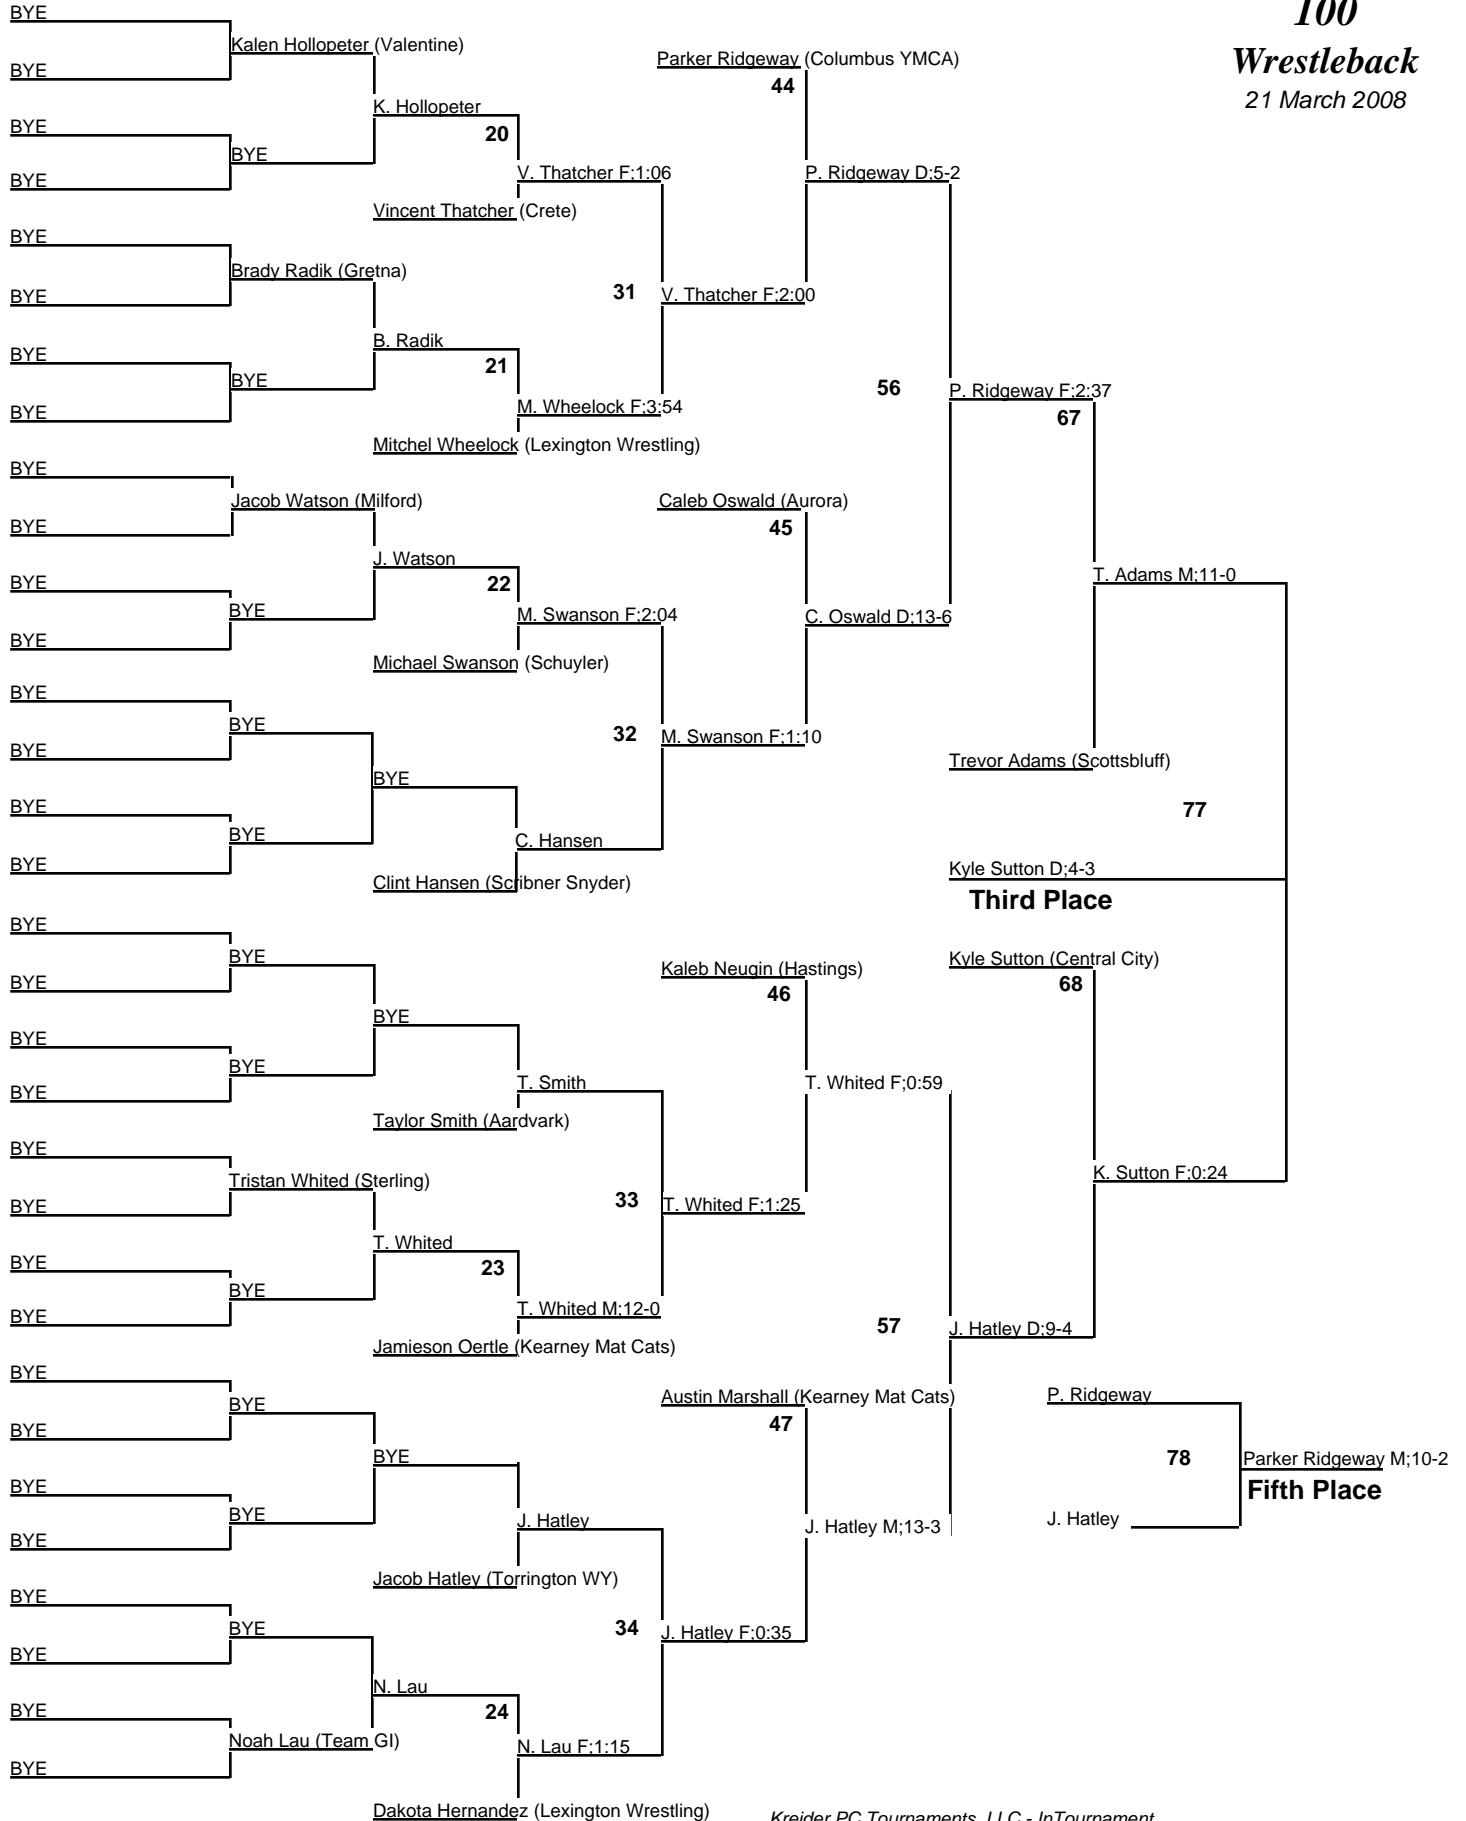 BYE
100
Kalen Hollopeter (Valentine)
Wrestleback
Parker Ridgeway (Columbus YMCA)
BYE
44
21 March 2008
K. Hollopeter
BYE
20
BYE
V. Thatcher F;1:06
P. Ridgeway D;5-2
BYE
Vincent Thatcher (Crete)
BYE
Brady Radik (Gretna)
BYE
31
V. Thatcher F;2:00
B. Radik
BYE
21
BYE
56
P. Ridgeway F;2:37
BYE
M. Wheelock F;3:54
67
Mitchel Wheelock (Lexington Wrestling)
BYE
Jacob Watson (Milford)
Caleb Oswald (Aurora)
BYE
45
J. Watson
BYE
22
T. Adams M;11-0
BYE
M. Swanson F;2:04
C. Oswald D;13-6
BYE
Michael Swanson (Schuyler)
BYE
BYE
32
M. Swanson F;1:10
BYE
Trevor Adams (Scottsbluff)
BYE
BYE
77
BYE
C. Hansen
BYE
Kyle Sutton D;4-3
Clint Hansen (Scribner Snyder)
Third Place
BYE
BYE
Kyle Sutton (Central City)
Kaleb Neugin (Hastings)
BYE
46
68
BYE
BYE
BYE
T. Smith
T. Whited F;0:59
BYE
Taylor Smith (Aardvark)
BYE
Tristan Whited (Sterling)
K. Sutton F;0:24
BYE
33
T. Whited F;1:25
T. Whited
BYE
23
BYE
BYE
T. Whited M;12-0
57
J. Hatley D;9-4
Jamieson Oertle (Kearney Mat Cats)
BYE
BYE
Austin Marshall (Kearney Mat Cats)
P. Ridgeway
BYE
47
BYE
78
Parker Ridgeway M;10-2
BYE
Fifth Place
BYE
J. Hatley
J. Hatley M;13-3
J. Hatley
BYE
Jacob Hatley (Torrington WY)
BYE
BYE
34
J. Hatley F;0:35
BYE
N. Lau
BYE
24
Noah Lau (Team GI)
N. Lau F;1:15
BYE
Dakota Hernandez (Lexington Wrestling)
Kreider PC Tournaments, LLC - InTournament